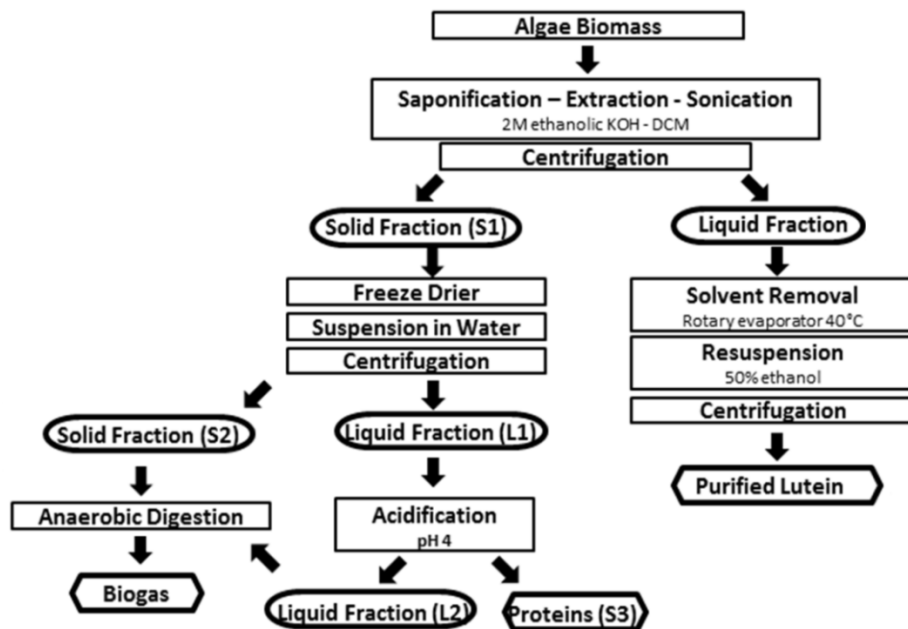 Algae Biomass
Saponification – Extraction - Sonication
2M ethanolic KOH - DCM
Centrifugation
Solid Fraction (S1)
Liquid Fraction
Freeze Drier
Suspension in Water
Centrifugation
Solvent Removal
Rotary evaporator 40°C
Resuspension
50% ethanol
Centrifugation
Solid Fraction (S2)
Liquid Fraction (L1)
Purified Lutein
Anaerobic Digestion
Acidification
pH 4
Biogas
Liquid Fraction (L2)
Proteins (S3)